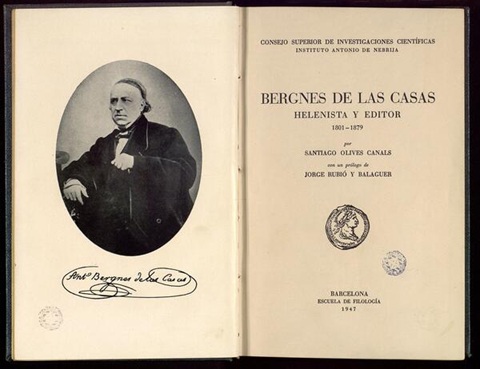 Antº Bergnes de las Casas
CONSEJO SUPERIOR DE INVESTIGACIONES CIENTÍFICAS
INSTITUTO ANTONIO DE NEBRIJA
BERGNES DE LAS CASAS
HELENISTA Y EDITOR
1801-1879
por
SANTIAGO OLIVES CANALS
con un prólogo de
JORGE RUBIÓ Y BALAGUER
BARCELONA
ESCUELA DE FILOLOGÍA
1947